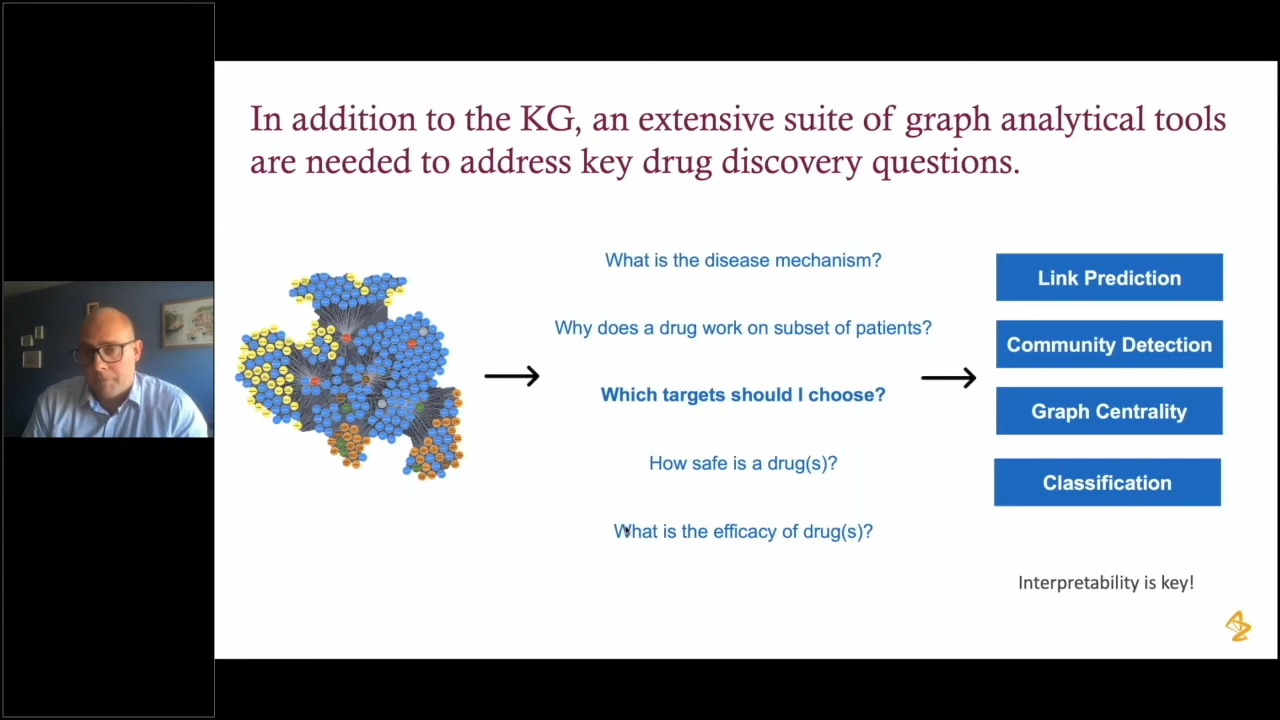 In addition to the KG, an extensive suite of graph analytical tools
are needed to address key drug discovery questions.
What is the disease mechanism?
Why does a drug work on subset of patients?
Which targets should I choose?
How safe is a drug(s)?
What is the efficacy of drug(s)?
Link Prediction
Community Detection
Graph Centrality
Classification
Interpretability is key!